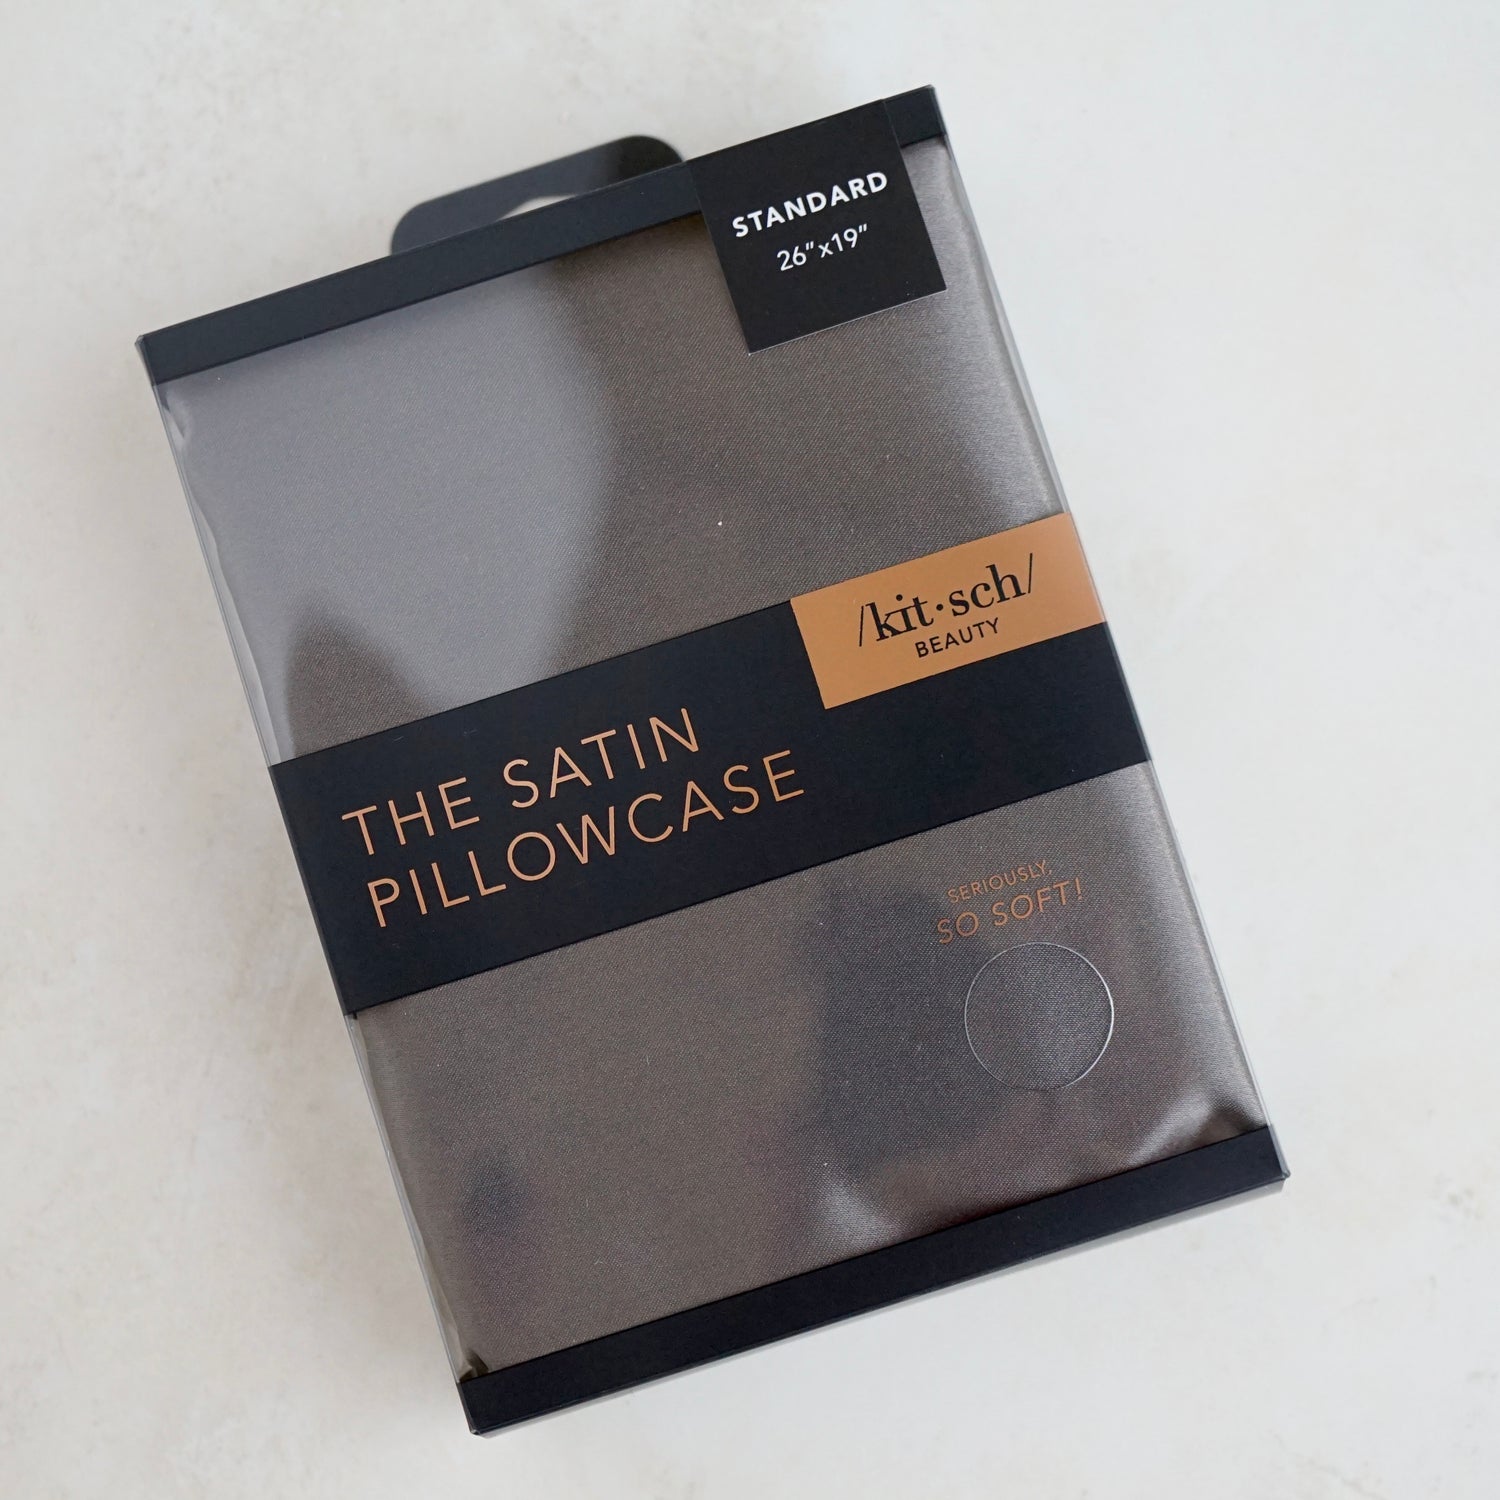 STANDARD
26"x19"
/kit·sch/
BEAUTY
THE SATIN
PILLOWCASE
SERIOUSLY,
SO SOFT!